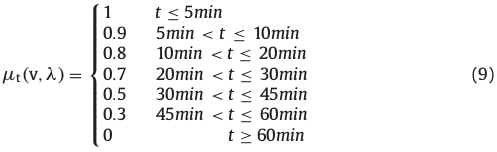 1 t ≤ 5min
0.9 5min < t ≤ 10min
0.8 10min < t ≤ 20min
μt(v, λ) = { 0.7 20min < t ≤ 30min (9)
0.5 30min < t ≤ 45min
0.3 45min < t ≤ 60min
0 t ≥ 60min